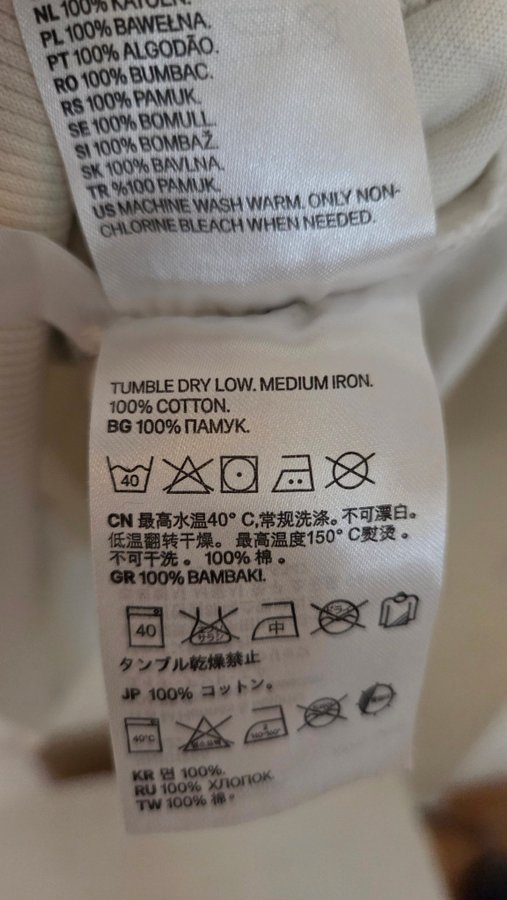 NL 100% KATOEN.
PL 100% BAWEŁNA.
PT 100% ALGODÃO.
RO 100% BUMBAC.
RS 100% PAMUK.
SE 100% BOMULL.
SI 100% BOMBAŽ.
SK 100% BAVLNA.
TR %100 PAMUK.
US MACHINE WASH WARM. ONLY NON-
CHLORINE BLEACH WHEN NEEDED.
TUMBLE DRY LOW. MEDIUM IRON.
100% COTTON.
BG 100% ПАМУК.
40
CN 最高水温40° C,常规洗涤。不可漂白。
低温翻转干燥。 最高温度150° C熨烫 。
不可干洗 。 100% 棉 。
GR 100% BAMBAKI.
40 中 ドライ
タンブル乾燥禁止
JP 100% コットン。
40°C
KR 면 100%.
RU 100% ХЛОПОК.
TW 100% 棉 。